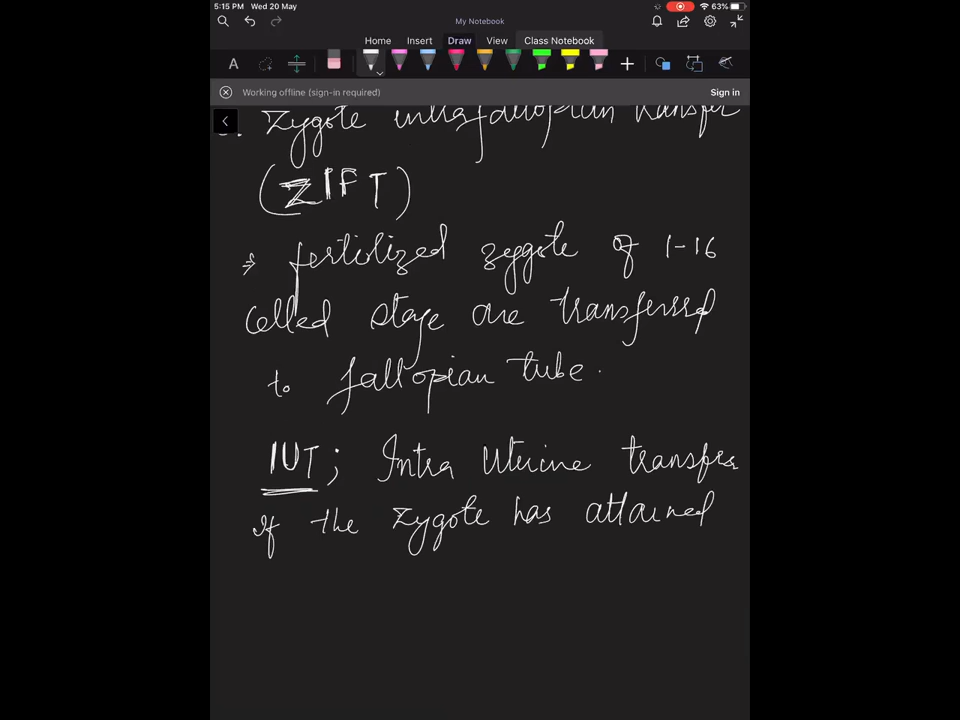 5:15 PM Wed 20 May
63%
My Notebook
Home Insert Draw View Class Notebook
A
Working offline (sign-in required) Sign in
Zygote intrafallopian transfer
(ZIFT)
→ fertilized zygote of 1-16
celled stage are transferred
to fallopian tube.
IUT; Intra Uterine transfer
If the zygote has attained